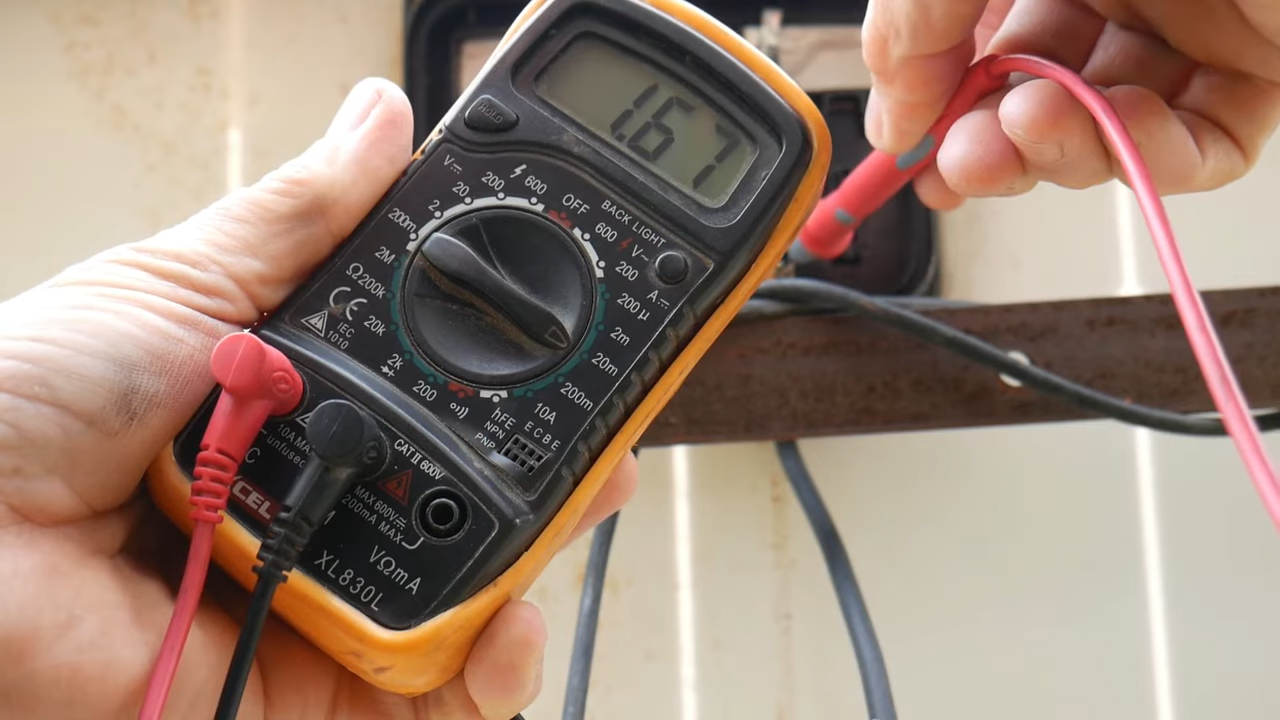 1.67
HOLD
V⎓
200
⚡600
OFF
BACK LIGHT
20
600⚡V~
2
200
200m
A⎓
2M
200µ
Ω200k
2m
CE
20k
20m
IEC
1010
2k
200m
200
•)))
hFE
10A
NPN
E C B E
PNP
10A MAX
unfused
CAT II 600V
C
CEL
MAX 600V⎓
200mA MAX
VΩmA
XL830L